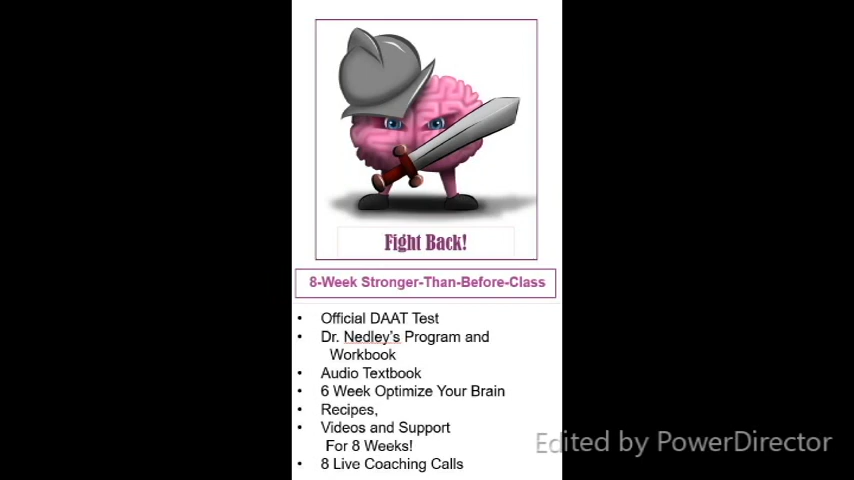 Fight Back!
8-Week Stronger-Than-Before-Class
• Official DAAT Test
• Dr. Nedley's Program and
Workbook
• Audio Textbook
• 6 Week Optimize Your Brain
• Recipes,
• Videos and Support
For 8 Weeks!
• 8 Live Coaching Calls
Edited by PowerDirector